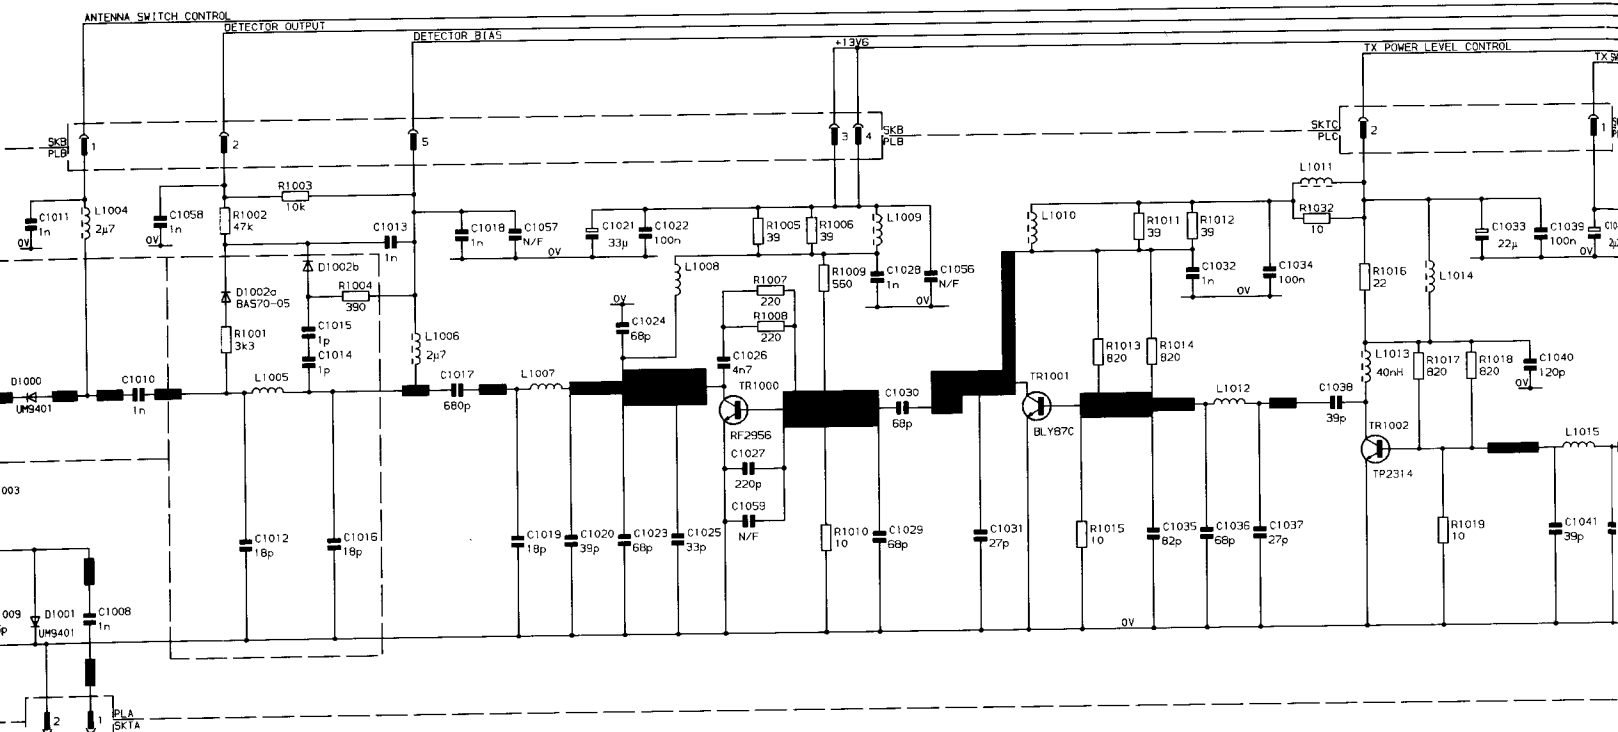 ANTENNA SWITCH CONTROL
DETECTOR OUTPUT
DETECTOR BIAS
+13V6
TX POWER LEVEL CONTROL
SKB
PLB
1
2
5
3
4
SKB
PLB
SKTC
PLC
2
1
C1011
1n
0V
L1004
2µ7
C1058
1n
0V
R1002
47k
R1003
10k
C1013
1n
C1018
1n
C1057
N/F
0V
C1021
33µ
C1022
100n
R1005
39
R1006
39
L1009
L1010
R1011
39
R1012
39
L1011
R1032
10
C1033
22µ
C1039
100n
0V
D1002b
D1002a
BAS70-05
R1004
390
L1008
R1007
220
R1009
560
C1028
1n
C1056
N/F
0V
C1032
1n
C1034
100n
0V
R1016
22
L1014
0V
C1024
68p
R1008
220
R1001
3k3
C1015
1p
C1014
1p
L1006
2µ7
C1026
4n7
R1013
820
R1014
820
L1013
40nH
R1017
820
R1018
820
C1040
120p
0V
D1000
UM9401
C1010
1n
L1005
C1017
680p
L1007
TR1000
RF2956
C1030
68p
TR1001
BLY87C
L1012
C1038
39p
TR1002
TP2314
L1015
C1027
220p
C1059
N/F
003
C1012
18p
C1016
18p
C1019
18p
C1020
39p
C1023
68p
C1025
33p
R1010
10
C1029
68p
C1031
27p
R1015
10
C1035
82p
C1036
68p
C1037
27p
R1019
10
C1041
39p
009
p
D1001
UM9401
C1008
1n
0V
2
1
PLA
SKTA